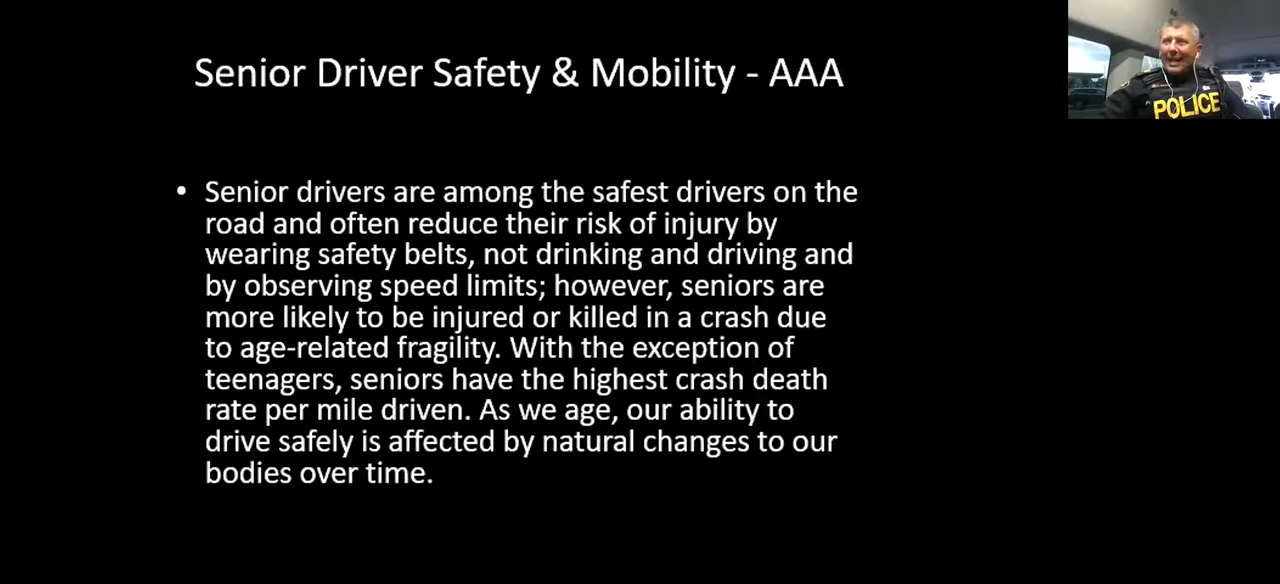 Senior Driver Safety & Mobility - AAA
• Senior drivers are among the safest drivers on the
road and often reduce their risk of injury by
wearing safety belts, not drinking and driving and
by observing speed limits; however, seniors are
more likely to be injured or killed in a crash due
to age-related fragility. With the exception of
teenagers, seniors have the highest crash death
rate per mile driven. As we age, our ability to
drive safely is affected by natural changes to our
bodies over time.
POLICE